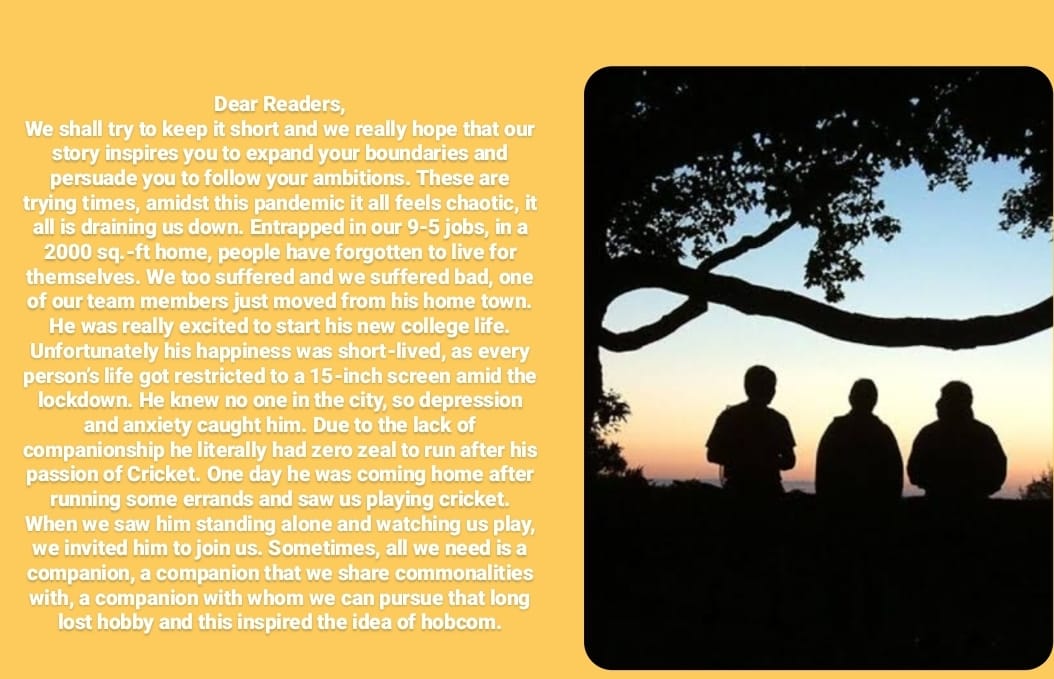 Dear Readers,
We shall try to keep it short and we really hope that our
story inspires you to expand your boundaries and
persuade you to follow your ambitions. These are
trying times, amidst this pandemic it all feels chaotic, it
all is draining us down. Entrapped in our 9-5 jobs, in a
2000 sq.-ft home, people have forgotten to live for
themselves. We too suffered and we suffered bad, one
of our team members just moved from his home town.
He was really excited to start his new college life.
Unfortunately his happiness was short-lived, as every
person's life got restricted to a 15-inch screen amid the
lockdown. He knew no one in the city, so depression
and anxiety caught him. Due to the lack of
companionship he literally had zero zeal to run after his
passion of Cricket. One day he was coming home after
running some errands and saw us playing cricket.
When we saw him standing alone and watching us play,
we invited him to join us. Sometimes, all we need is a
companion, a companion that we share commonalities
with, a companion with whom we can pursue that long
lost hobby and this inspired the idea of hobcom.